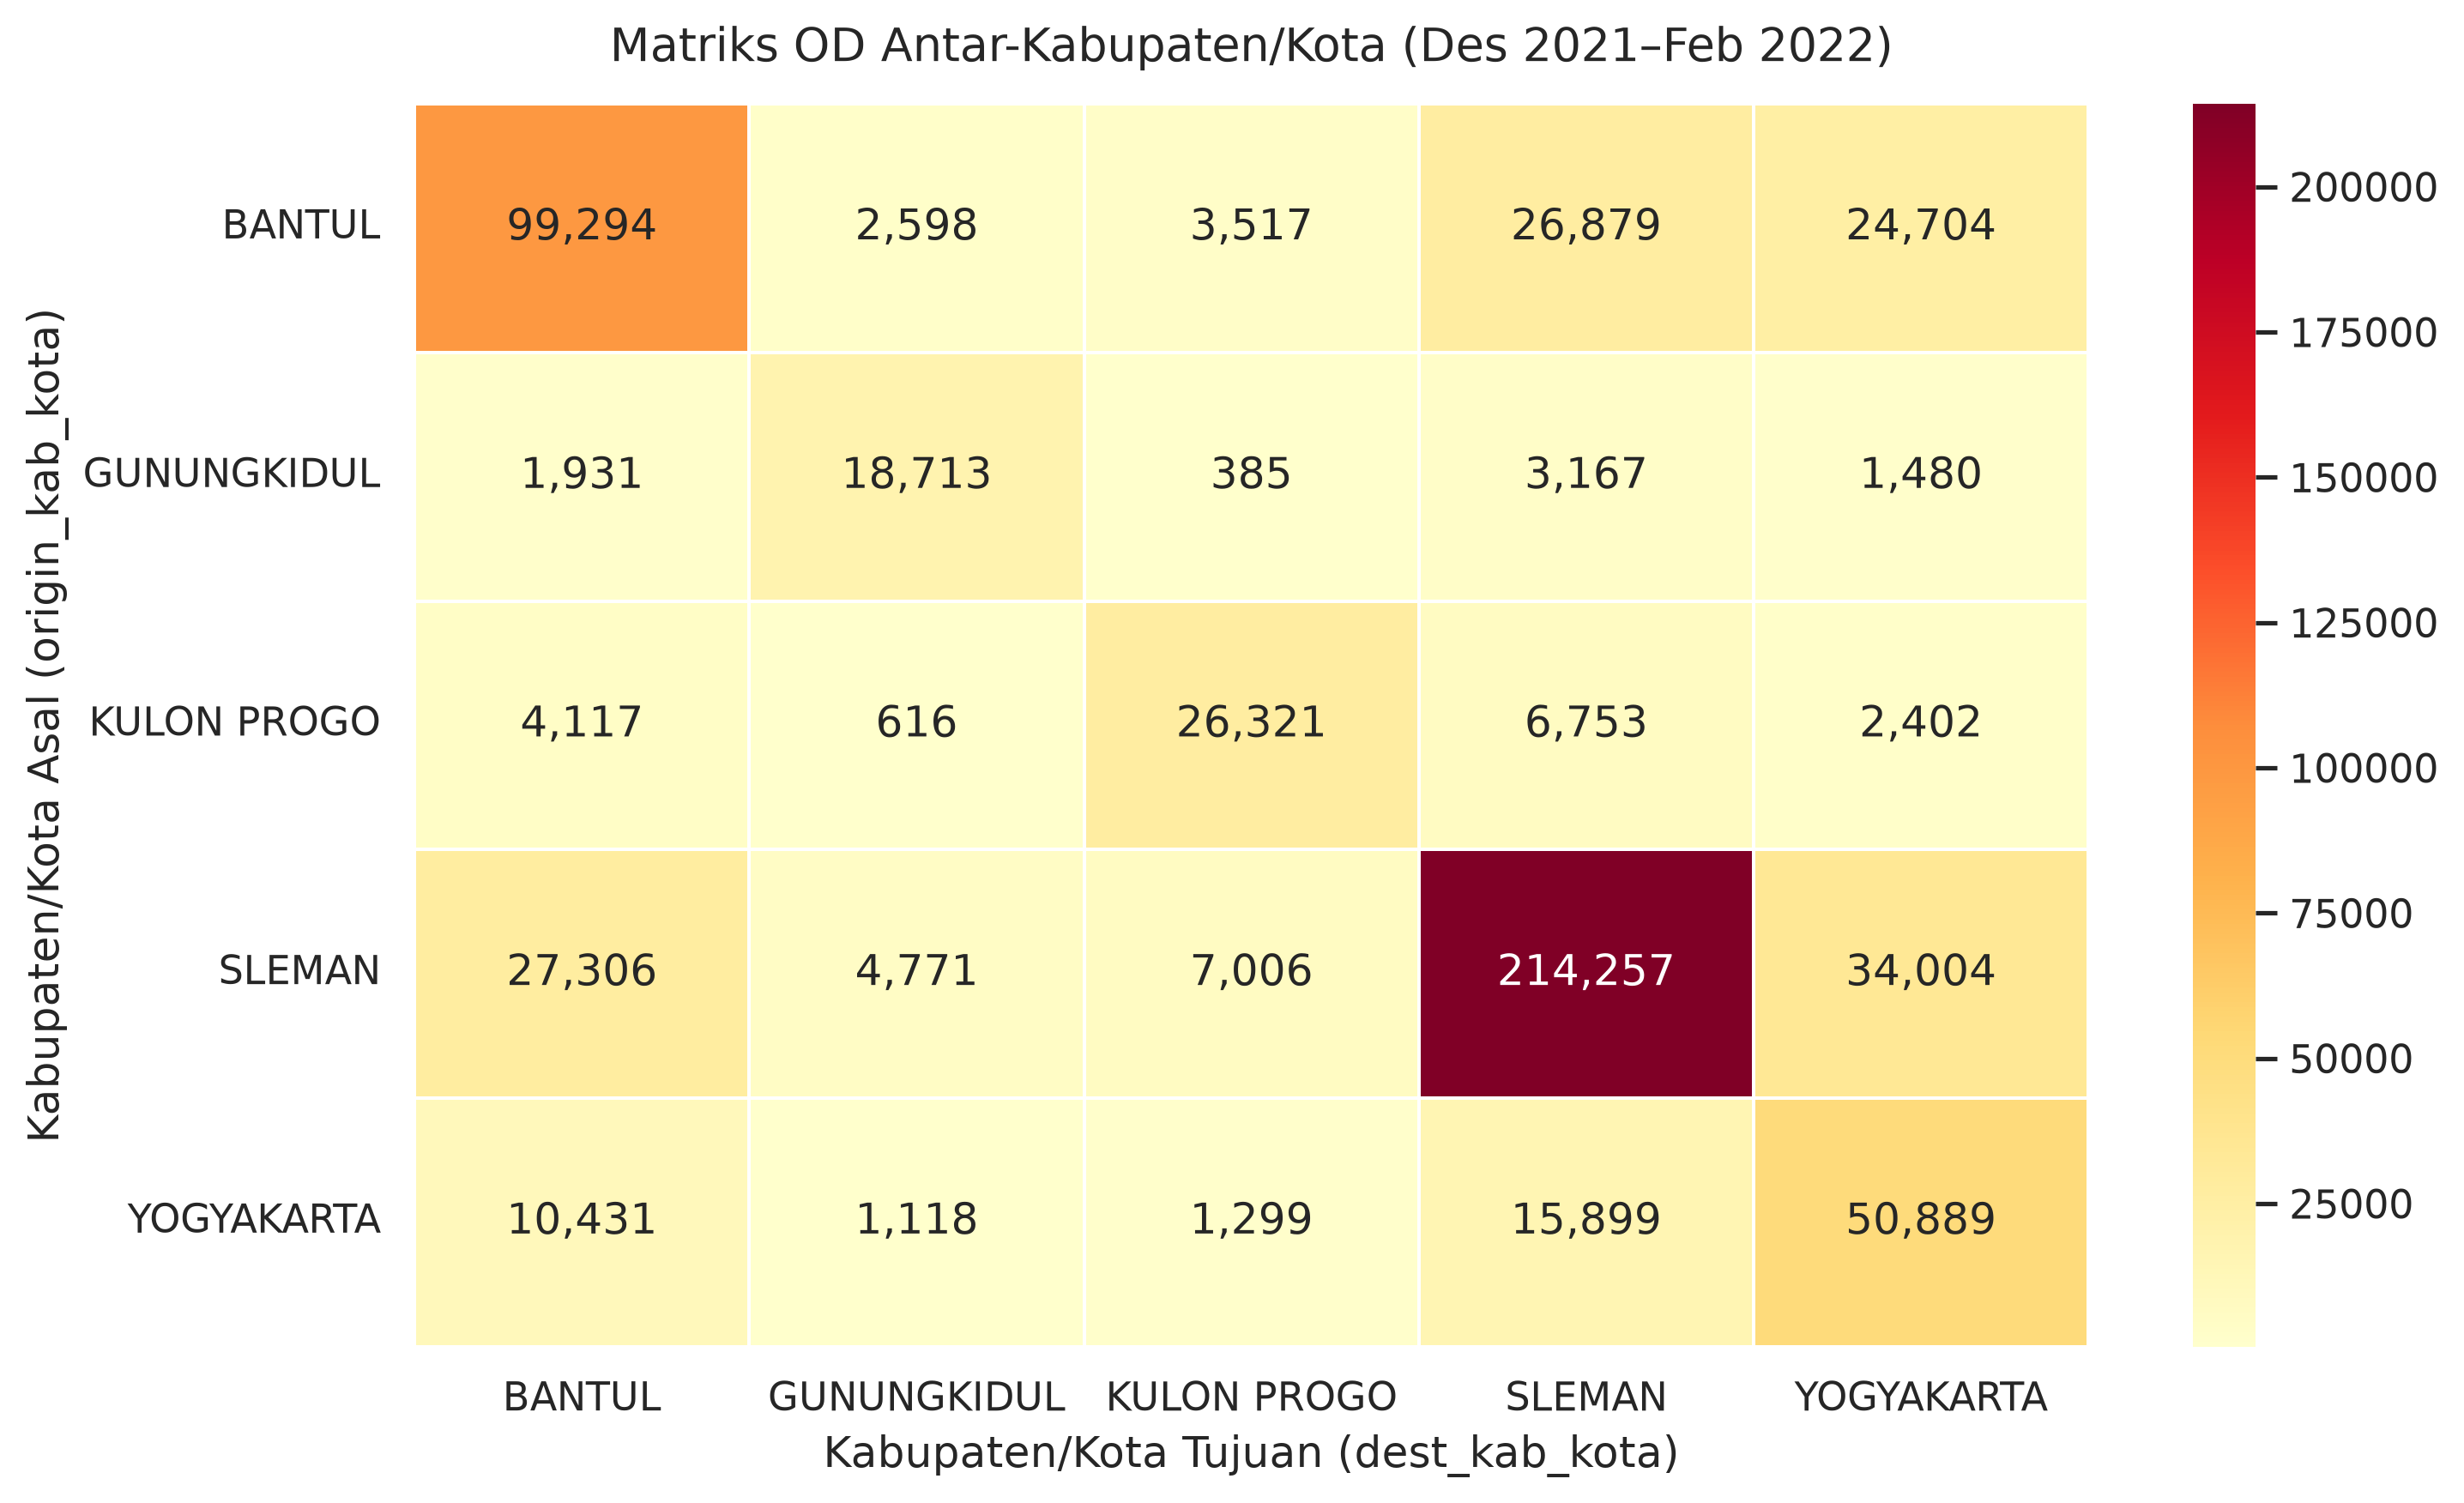 Matriks OD Antar-Kabupaten/Kota (Des 2021–Feb 2022)
Kabupaten/Kota Asal (origin_kab_kota)
BANTUL 99,294 2,598 3,517 26,879 24,704
GUNUNGKIDUL 1,931 18,713 385 3,167 1,480
KULON PROGO 4,117 616 26,321 6,753 2,402
SLEMAN 27,306 4,771 7,006 214,257 34,004
YOGYAKARTA 10,431 1,118 1,299 15,899 50,889
BANTUL GUNUNGKIDUL KULON PROGO SLEMAN YOGYAKARTA
Kabupaten/Kota Tujuan (dest_kab_kota)
200000
175000
150000
125000
100000
75000
50000
25000